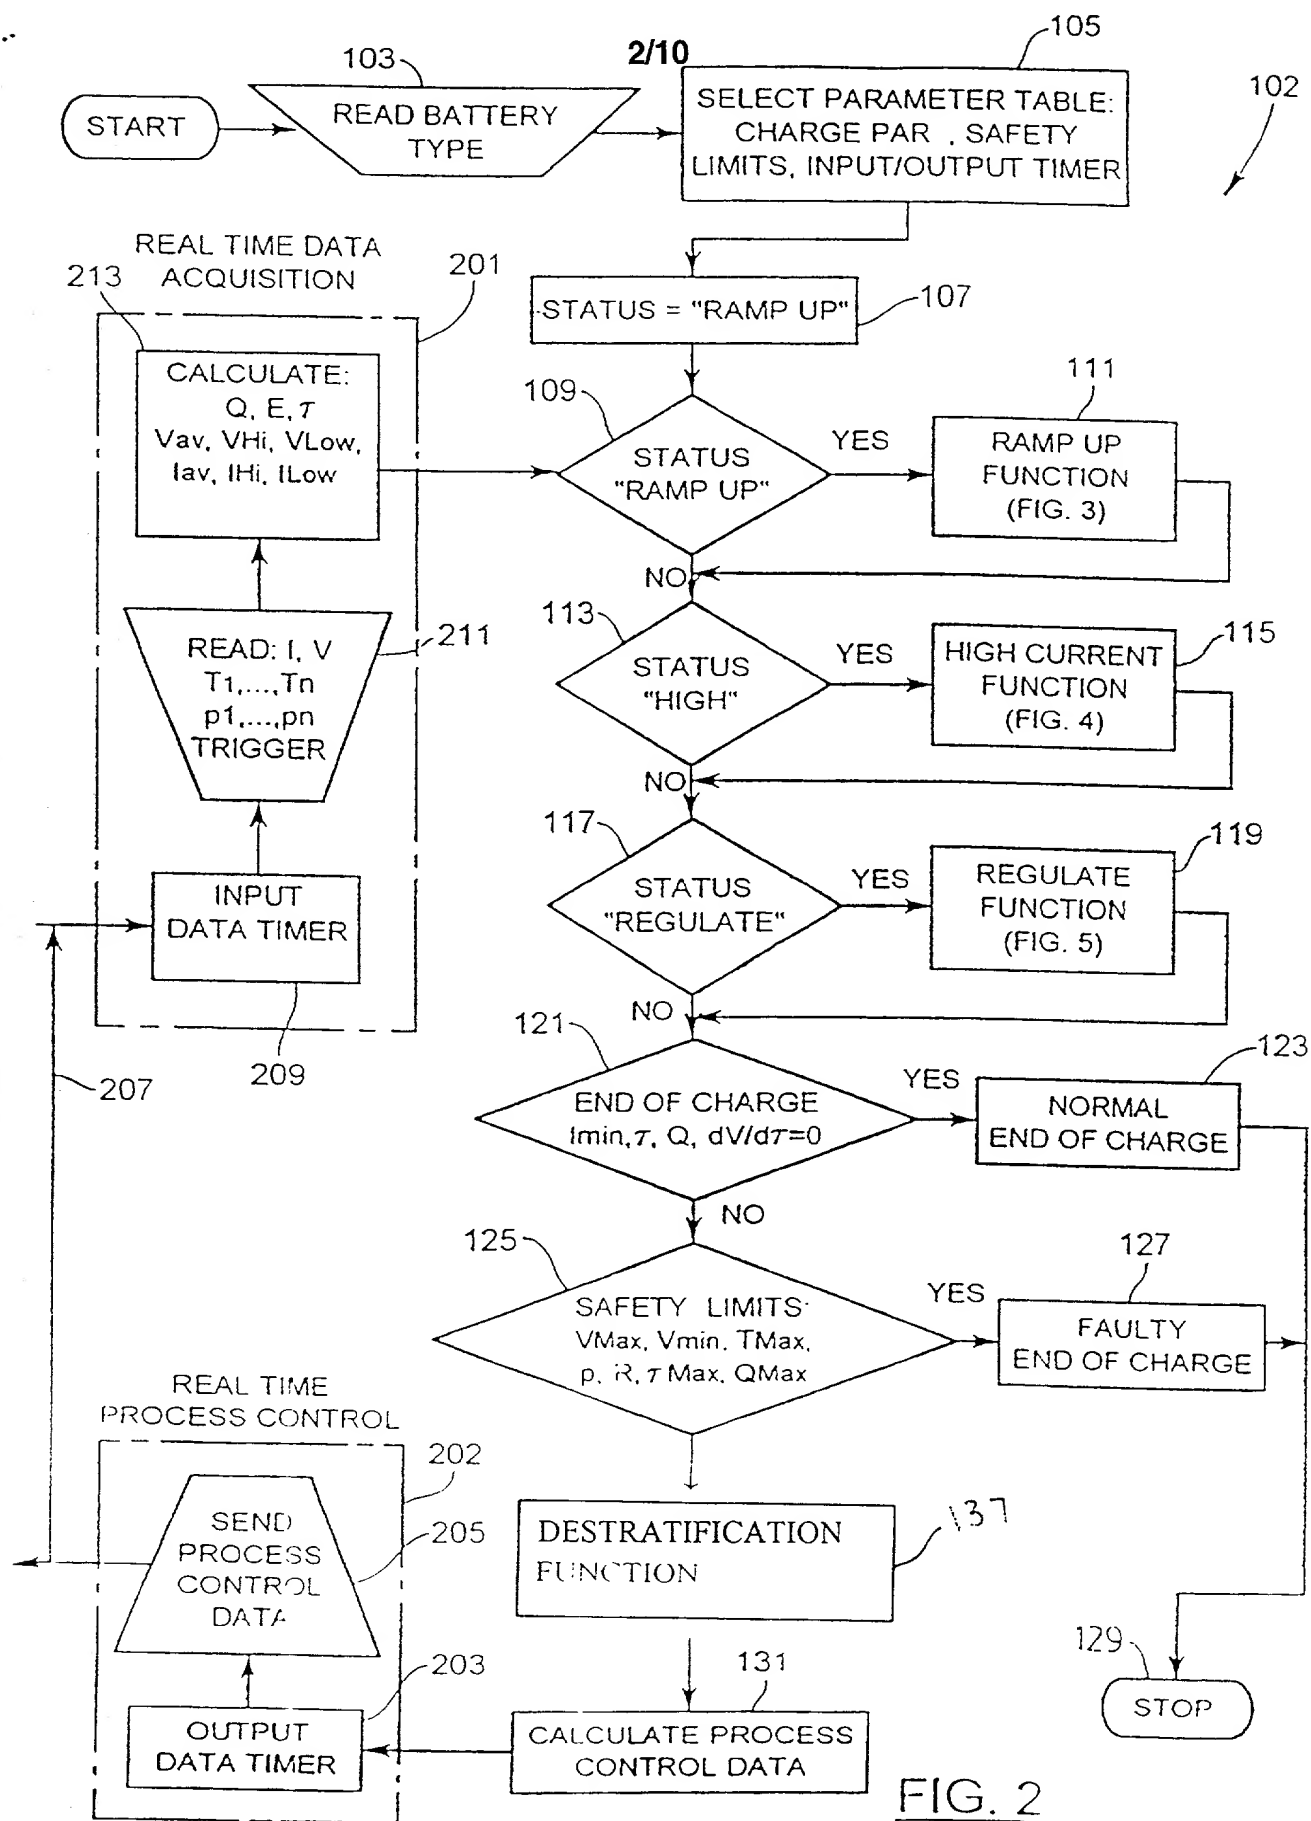 2/10
105
103
102
START
READ BATTERY
TYPE
SELECT PARAMETER TABLE:
CHARGE PAR , SAFETY
LIMITS, INPUT/OUTPUT TIMER
REAL TIME DATA
ACQUISITION
213
201
STATUS = "RAMP UP"
107
CALCULATE:
Q, E, τ
Vav, VHi, VLow,
Iav, IHi, ILow
109
STATUS
"RAMP UP"
YES
111
RAMP UP
FUNCTION
(FIG. 3)
NO
READ: I, V
T1,...,Tn
p1,...,pn
TRIGGER
211
113
STATUS
"HIGH"
YES
115
HIGH CURRENT
FUNCTION
(FIG. 4)
NO
117
STATUS
"REGULATE"
YES
119
REGULATE
FUNCTION
(FIG. 5)
NO
INPUT
DATA TIMER
209
207
121
END OF CHARGE
Imin, τ, Q, dV/dτ=0
YES
123
NORMAL
END OF CHARGE
NO
125
SAFETY LIMITS:
VMax, Vmin, TMax,
p, R, τ Max, QMax
YES
127
FAULTY
END OF CHARGE
REAL TIME
PROCESS CONTROL
202
SEND
PROCESS
CONTROL
DATA
205
DESTRATIFICATION
FUNCTION
137
203
OUTPUT
DATA TIMER
131
CALCULATE PROCESS
CONTROL DATA
129
STOP
FIG. 2